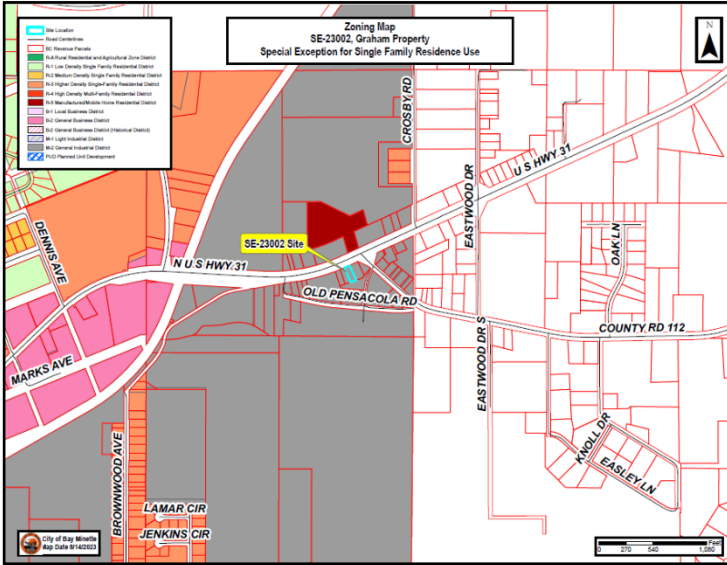 Zoning Map
SE-23002, Graham Property
Special Exception for Single Family Residence Use
N
Site Location
Road Centerlines
BC Revenue Parcels
R-A Rural Residential and Agricultural Zone District
R-1 Low Density Single Family Residential District
R-2 Medium Density Single Family Residential District
R-3 Higher Density Single-Family Residential District
R-4 High Density Multi-Family Residential District
R-5 Manufactured/Mobile Home Residential District
B-1 Local Business District
B-2 General Business District
B-2 General Business District (Historical District)
M-1 Light Industrial District
M-2 General Industrial District
PUD Planned Unit Development
CROSBY RD
U S HWY 31
EASTWOOD DR
OAK LN
DENNIS AVE
SE-23002 Site
N U S HWY 31
OLD PENSACOLA RD
COUNTY RD 112
MARKS AVE
EASTWOOD DR S
KNOLL DR
EASLEY LN
BROWNWOOD AVE
LAMAR CIR
JENKINS CIR
City of Bay Minette
Map Date 8/14/2023
Feet
0 270 540 1,080